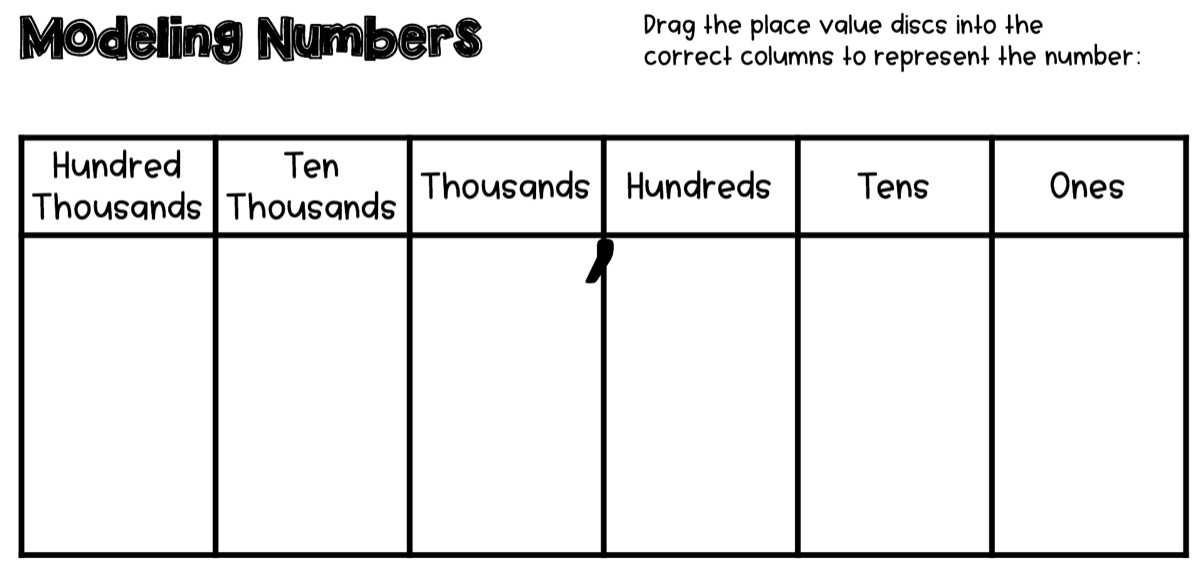 Modeling Numbers
Drag the place value discs into the
correct columns to represent the number:
Hundred
Thousands
Ten
Thousands
Thousands
Hundreds
Tens
Ones
,